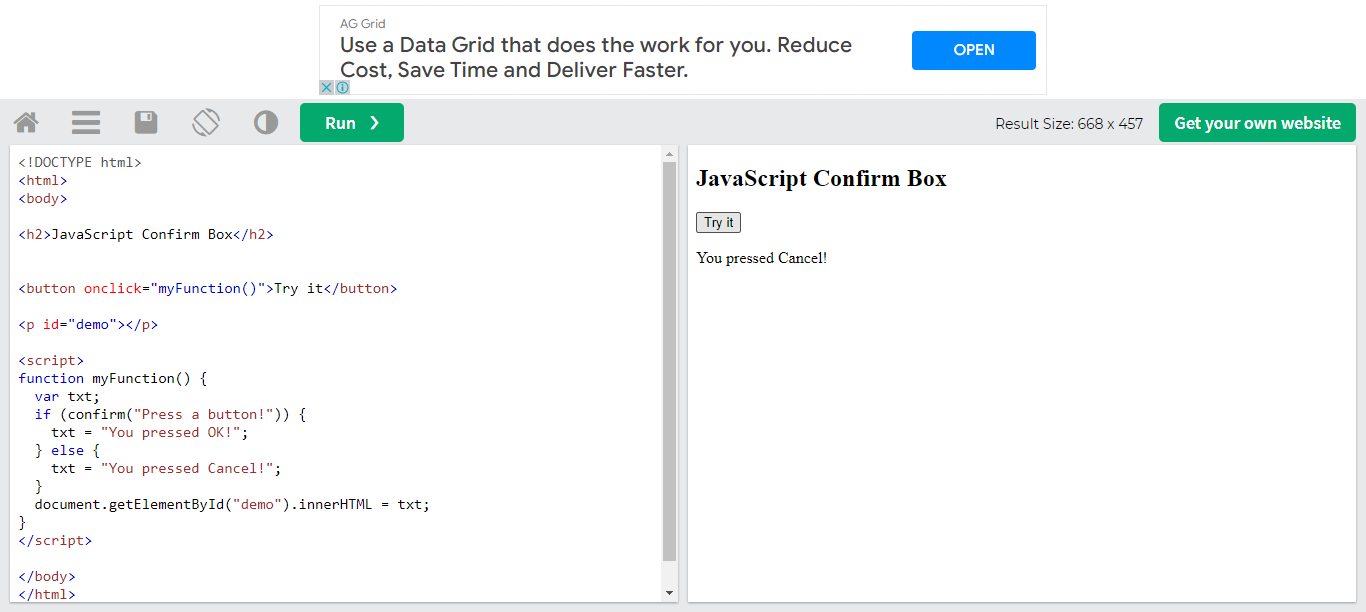 AG Grid
Use a Data Grid that does the work for you. Reduce
Cost, Save Time and Deliver Faster.
OPEN
Run ❯
Result Size: 668 x 457
Get your own website
<!DOCTYPE html>
<html>
<body>
<h2>JavaScript Confirm Box</h2>
<button onclick="myFunction()">Try it</button>
<p id="demo"></p>
<script>
function myFunction() {
  var txt;
  if (confirm("Press a button!")) {
    txt = "You pressed OK!";
  } else {
    txt = "You pressed Cancel!";
  }
  document.getElementById("demo").innerHTML = txt;
}
</script>
</body>
</html>
JavaScript Confirm Box
Try it
You pressed Cancel!